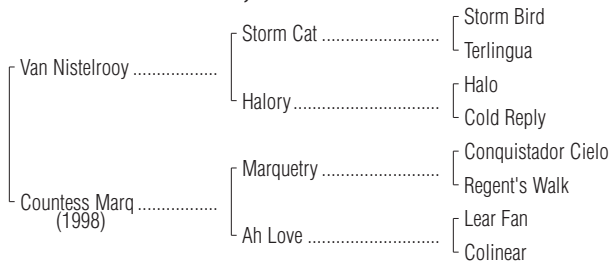 Storm Bird
Storm Cat ......................
Terlingua
Van Nistelrooy ................
Halo
Halory ...........................
Cold Reply
Conquistador Cielo
Marquetry ......................
Regent's Walk
Countess Marq ...............
(1998)
Lear Fan
Ah Love .........................
Colinear